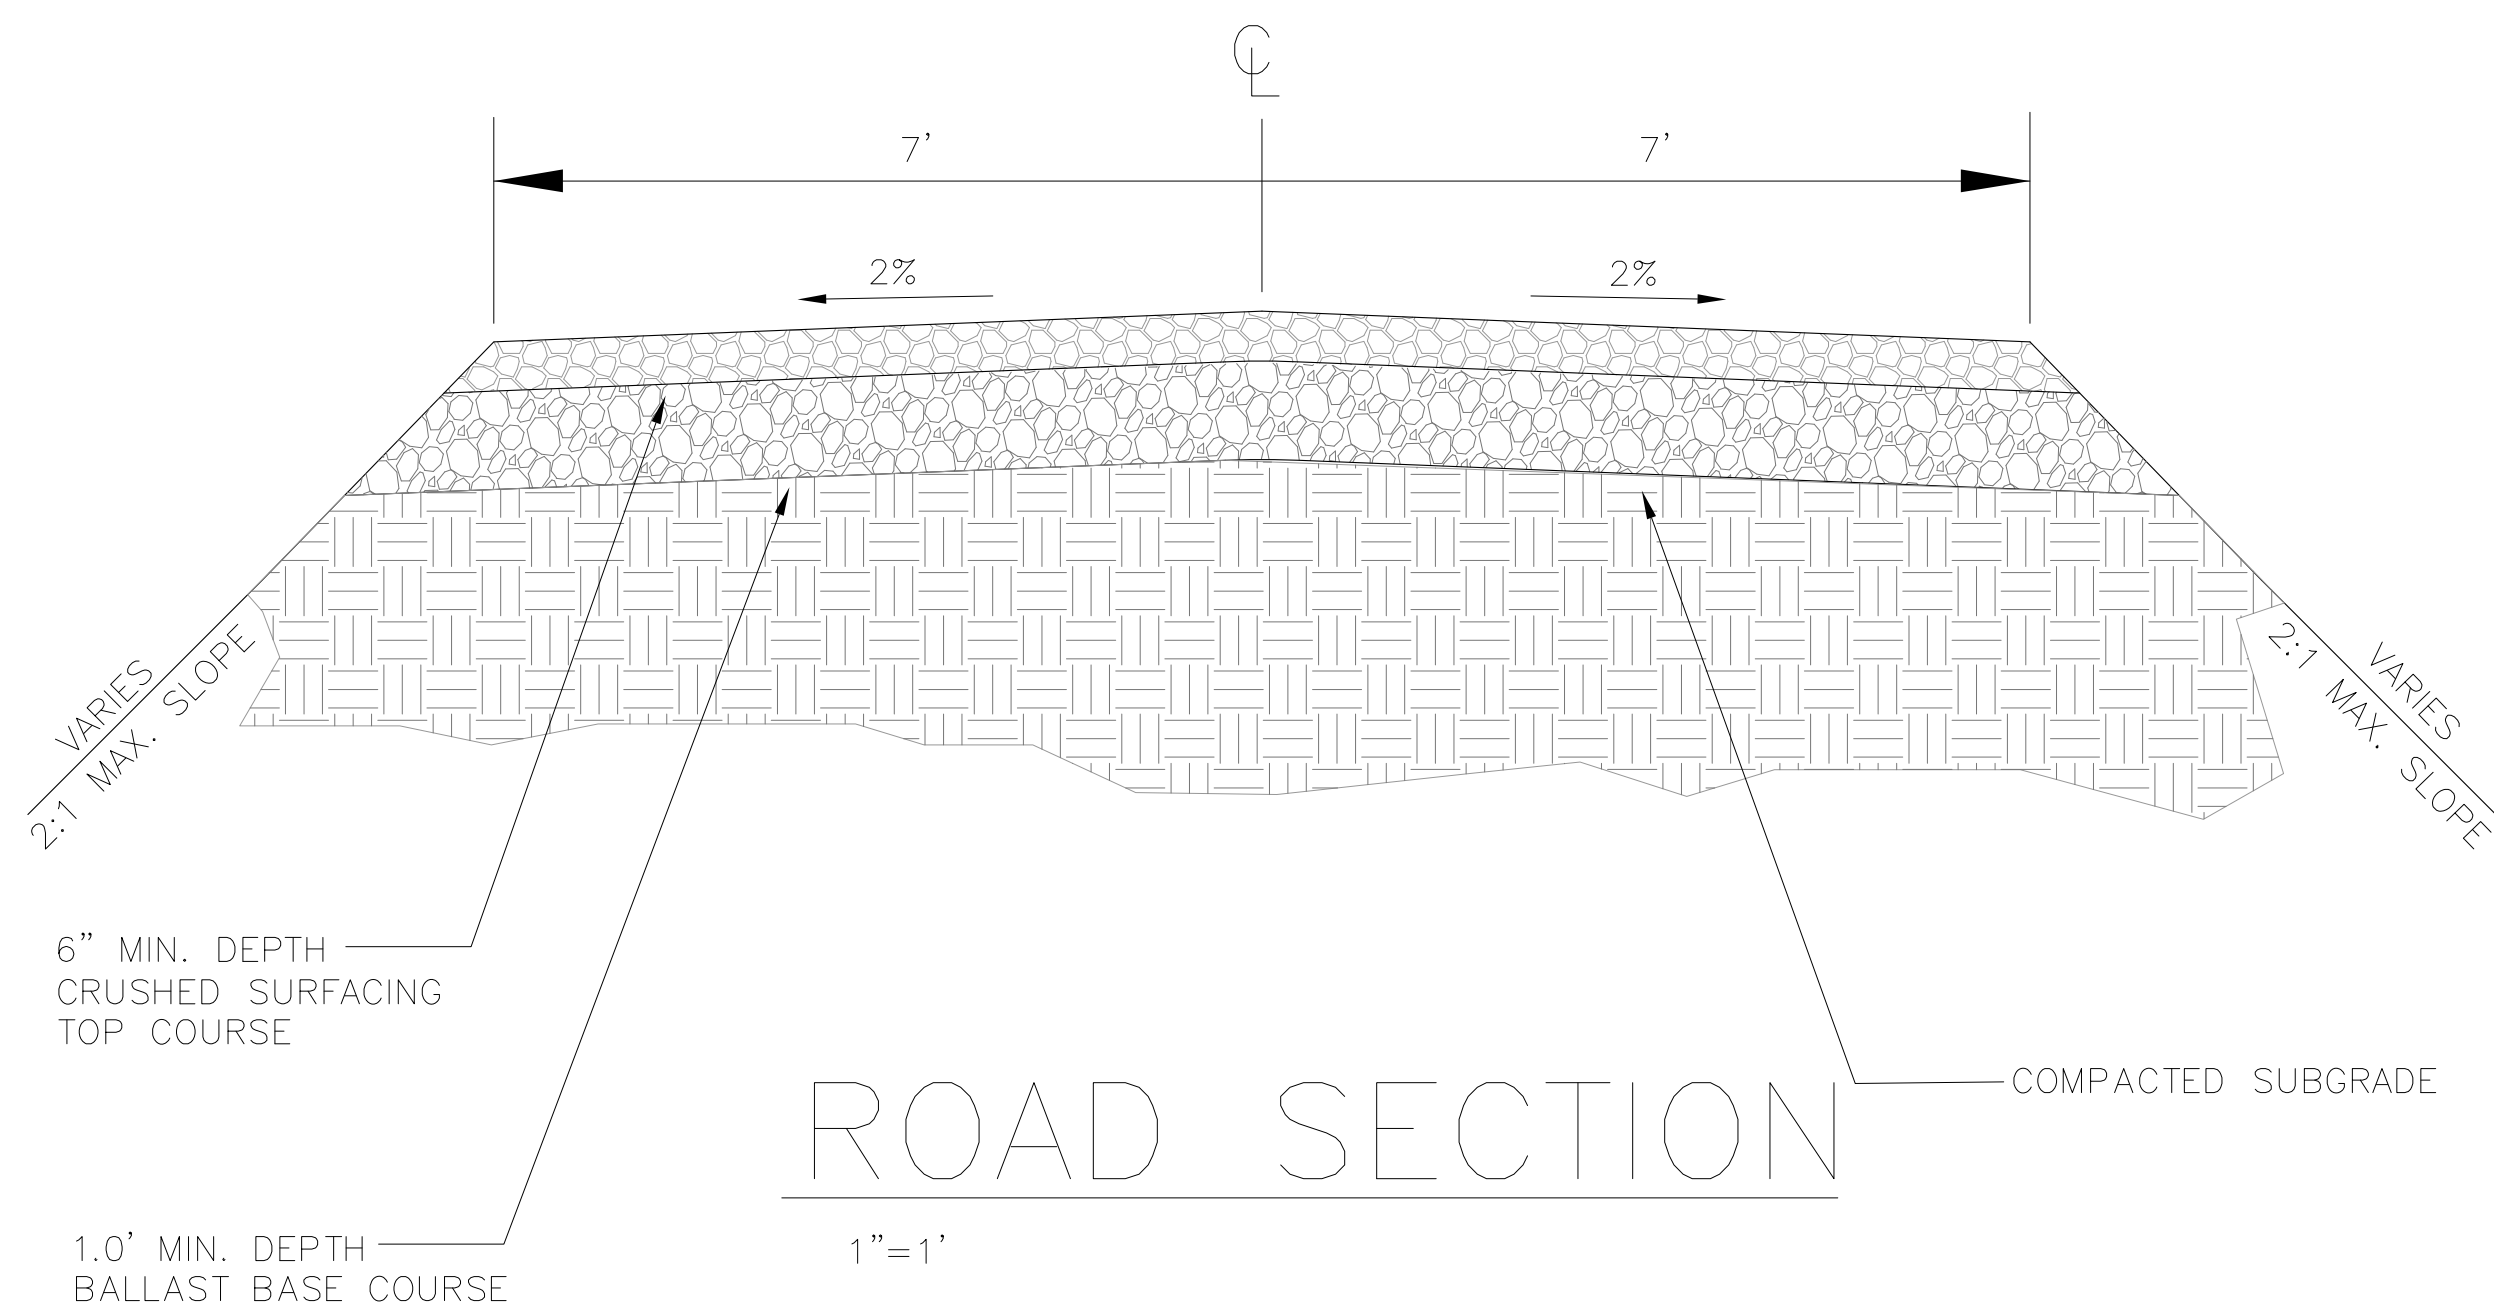 ℄
7’
7’
2%
2%
VARIES
2:1 MAX. SLOPE
VARIES
2:1 MAX. SLOPE
6” MIN. DEPTH
CRUSHED SURFACING
TOP COURSE
COMPACTED SUBGRADE
ROAD SECTION
1”=1’
1.0’ MIN. DEPTH
BALLAST BASE COURSE